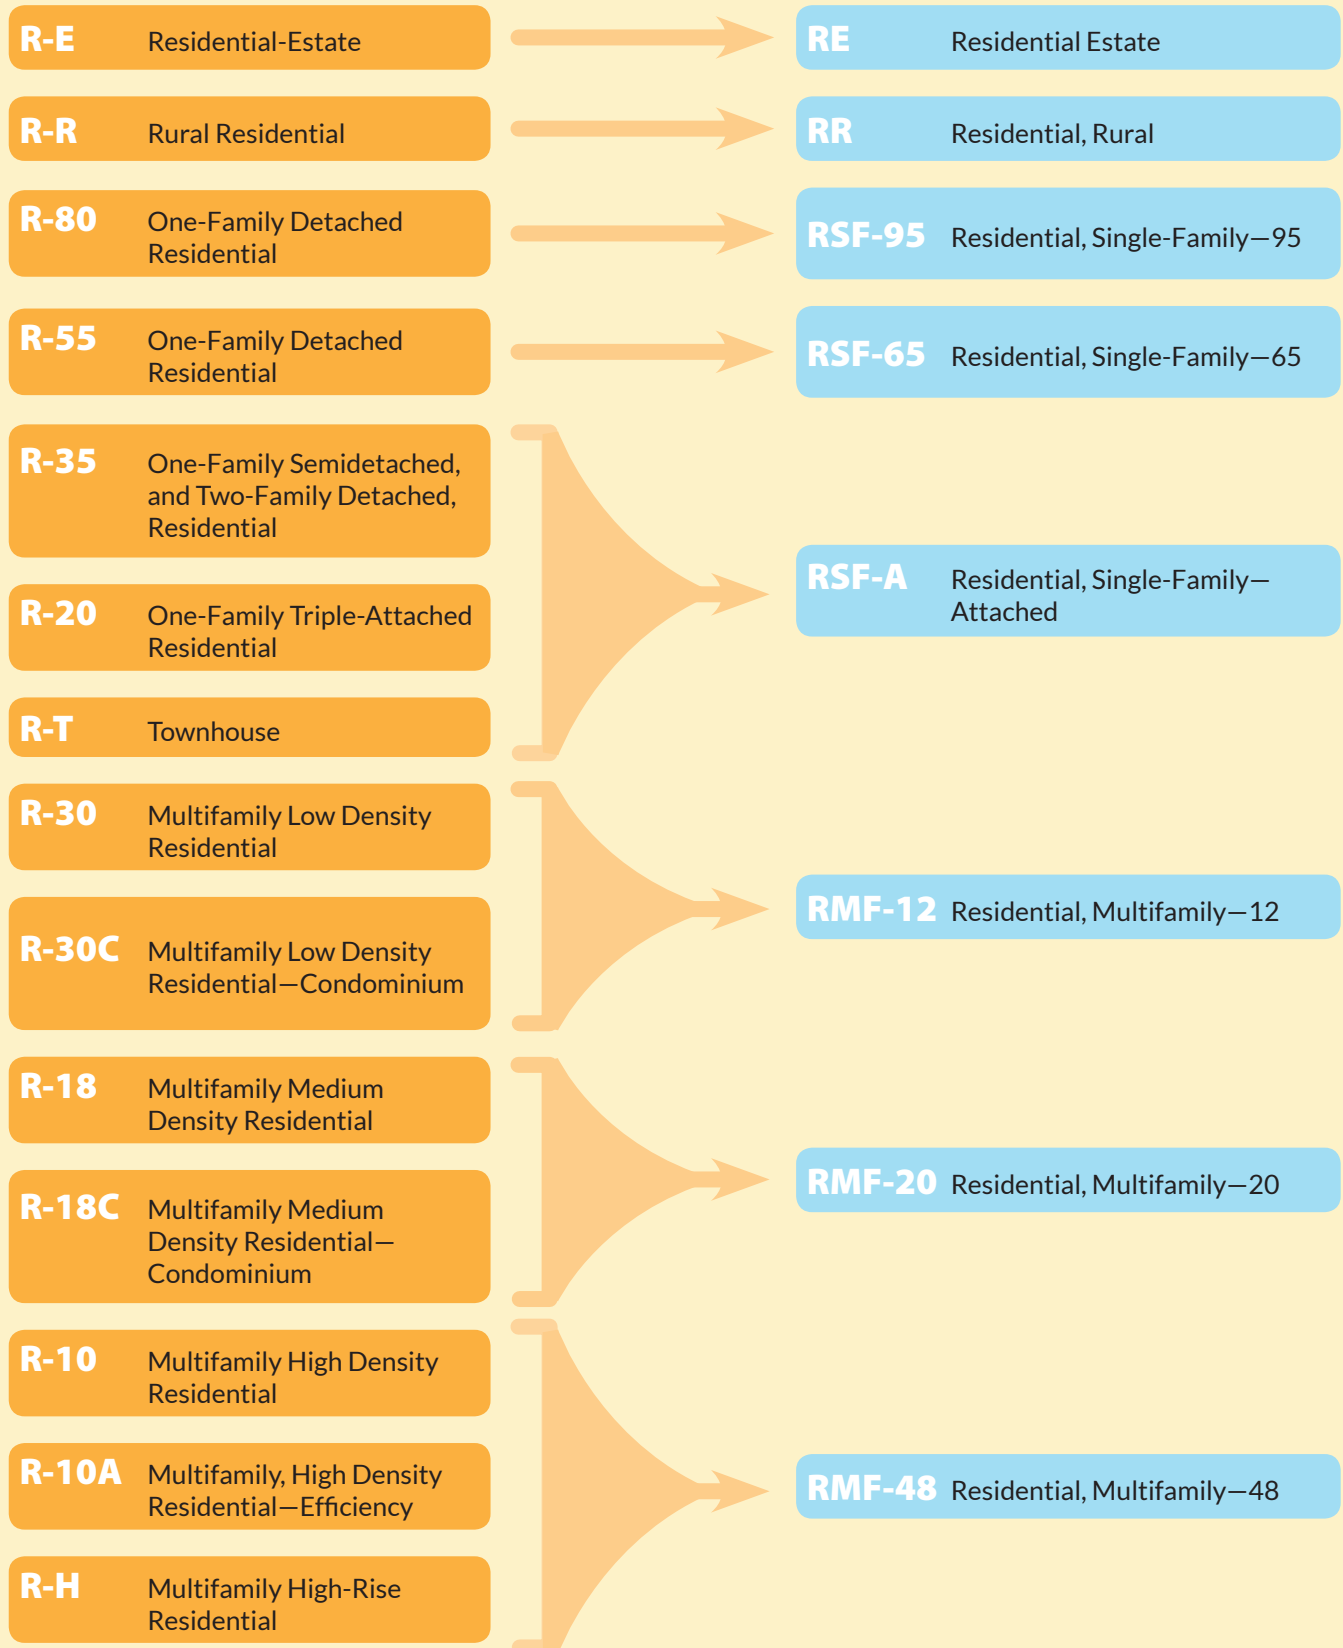 R-E Residential-Estate
RE Residential Estate
R-R Rural Residential
RR Residential, Rural
R-80 One-Family Detached
Residential
RSF-95 Residential, Single-Family—95
R-55 One-Family Detached
Residential
RSF-65 Residential, Single-Family—65
R-35 One-Family Semidetached,
and Two-Family Detached,
Residential
R-20 One-Family Triple-Attached
Residential
R-T Townhouse
RSF-A Residential, Single-Family—
Attached
R-30 Multifamily Low Density
Residential
R-30C Multifamily Low Density
Residential—Condominium
RMF-12 Residential, Multifamily—12
R-18 Multifamily Medium
Density Residential
R-18C Multifamily Medium
Density Residential—
Condominium
RMF-20 Residential, Multifamily—20
R-10 Multifamily High Density
Residential
R-10A Multifamily, High Density
Residential—Efficiency
R-H Multifamily High-Rise
Residential
RMF-48 Residential, Multifamily—48